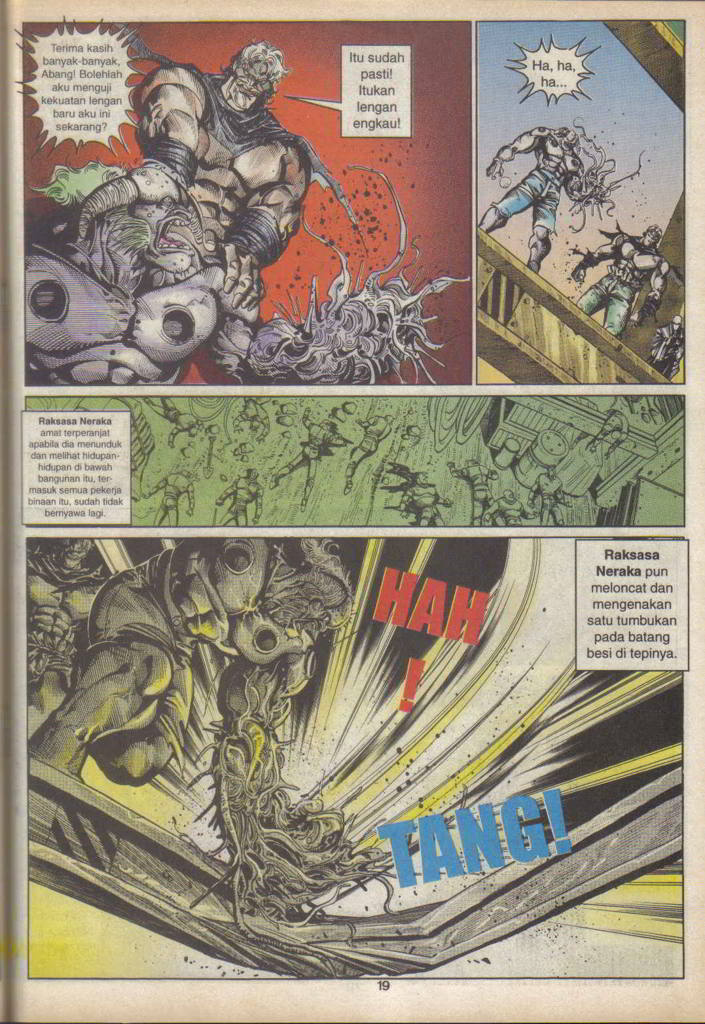 Terima kasih
banyak-banyak,
Abang! Bolehlah
aku menguji
kekuatan lengan
baru aku ini
sekarang?
Itu sudah
pasti!
Itukan
lengan
engkau!
Ha, ha,
ha...
Raksasa Neraka
amat terperanjat
apabila dia menunduk
dan melihat hidupan-
hidupan di bawah
bangunan itu, ter-
masuk semua pekerja
binaan itu, sudah tidak
bernyawa lagi.
Raksasa
Neraka pun
meloncat dan
mengenakan
satu tumbukan
pada batang
besi di tepinya.
HAH
!
TANG!
19